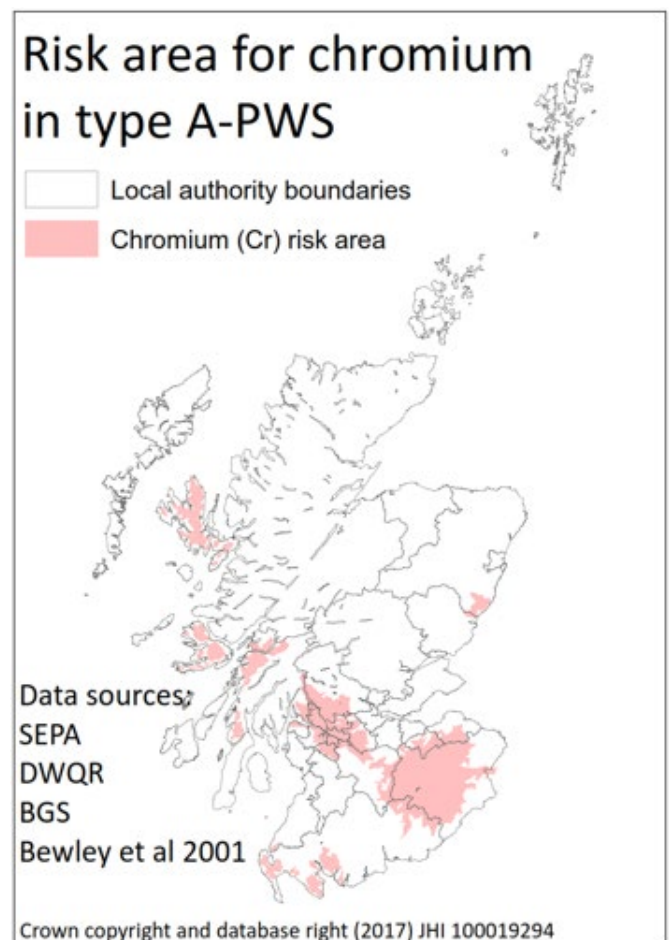 Risk area for chromium
in type A-PWS
Local authority boundaries
Chromium (Cr) risk area
Data sources:
SEPA
DWQR
BGS
Bewley et al 2001
Crown copyright and database right (2017) JHI 100019294